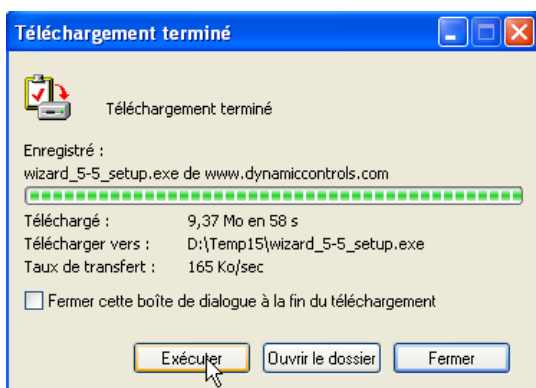 Téléchargement terminé
Téléchargement terminé
Enregistré :
wizard_5-5_setup.exe de www.dynamiccontrols.com
Téléchargé : 9,37 Mo en 58 s
Télécharger vers : D:\Temp15\wizard_5-5_setup.exe
Taux de transfert : 165 Ko/sec
Fermer cette boîte de dialogue à la fin du téléchargement
Exécuter Ouvrir le dossier Fermer